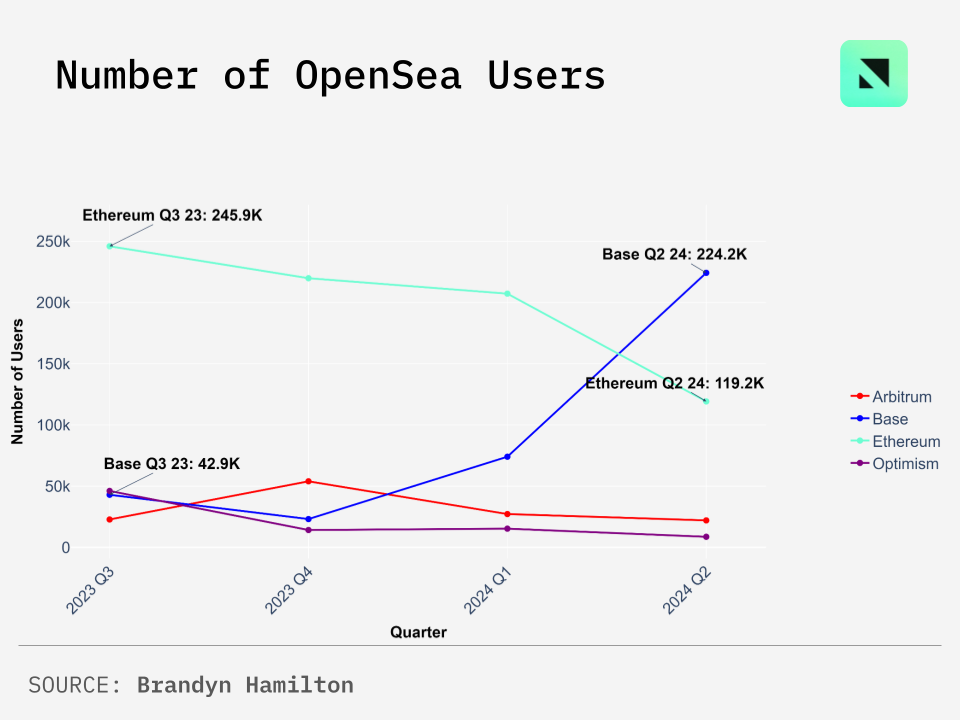 Number of OpenSea Users
Ethereum Q3 23: 245.9K
Base Q2 24: 224.2K
Ethereum Q2 24: 119.2K
Base Q3 23: 42.9K
Number of Users
250k
200k
150k
100k
50k
0
2023 Q3
2023 Q4
2024 Q1
2024 Q2
Quarter
Arbitrum
Base
Ethereum
Optimism
SOURCE: Brandyn Hamilton